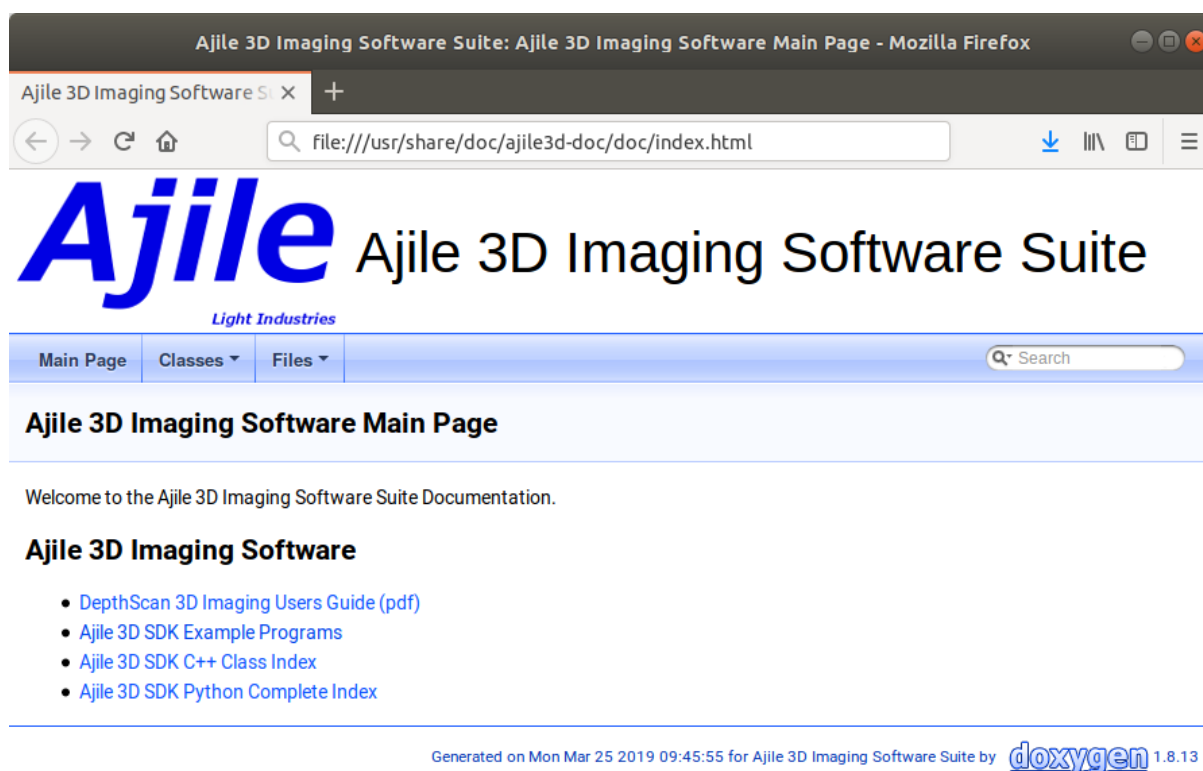 Ajile 3D Imaging Software Suite: Ajile 3D Imaging Software Main Page - Mozilla Firefox
Ajile 3D Imaging Software S
file:///usr/share/doc/ajile3d-doc/doc/index.html
Ajile
Light Industries
Ajile 3D Imaging Software Suite
Main Page Classes Files Search
Ajile 3D Imaging Software Main Page
Welcome to the Ajile 3D Imaging Software Suite Documentation.
Ajile 3D Imaging Software
DepthScan 3D Imaging Users Guide (pdf)
Ajile 3D SDK Example Programs
Ajile 3D SDK C++ Class Index
Ajile 3D SDK Python Complete Index
Generated on Mon Mar 25 2019 09:45:55 for Ajile 3D Imaging Software Suite by doxygen 1.8.13